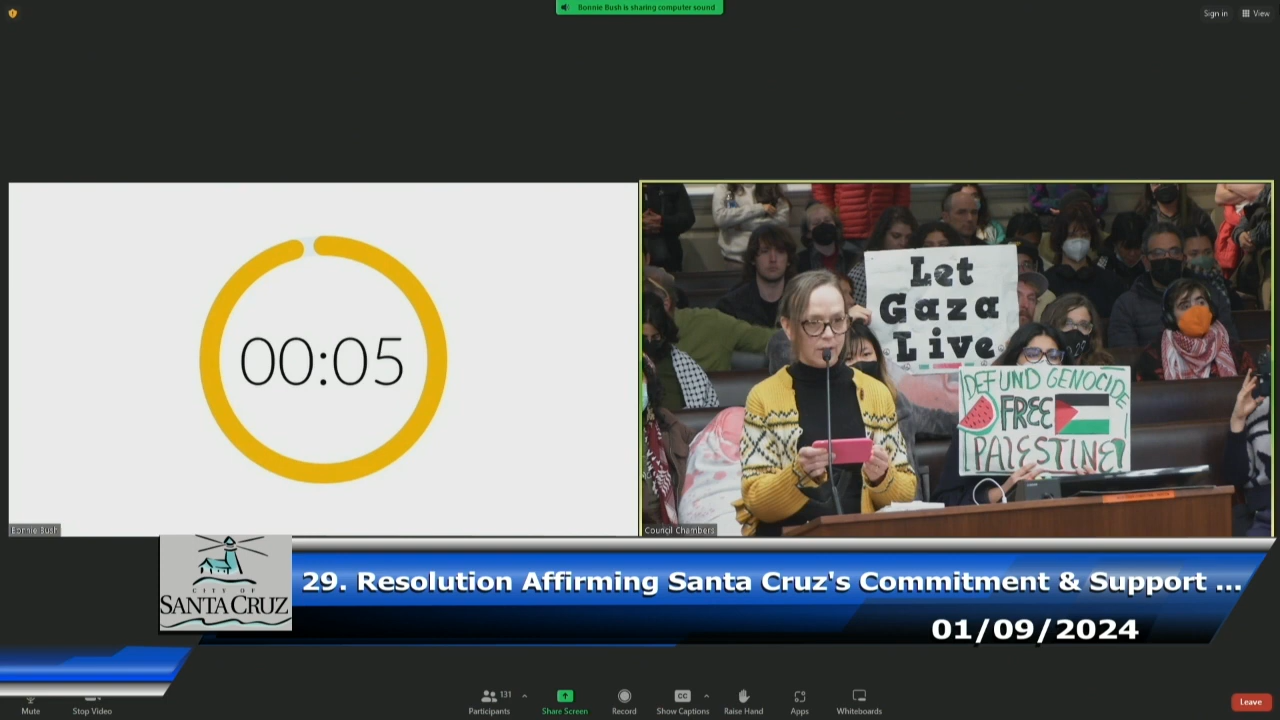 Bonnie Bush is sharing computer sound
Sign in
View
00:05
Let
Gaza
Live
DEFUND GENOCIDE
FREE
PALESTINE!
Bonnie Bush
Council Chambers
CITY OF
SANTA CRUZ
29. Resolution Affirming Santa Cruz's Commitment & Support ...
01/09/2024
Mute
Stop Video
Participants
131
Share Screen
CC
Show Captions
Record
Raise Hand
Apps
Whiteboards
Leave